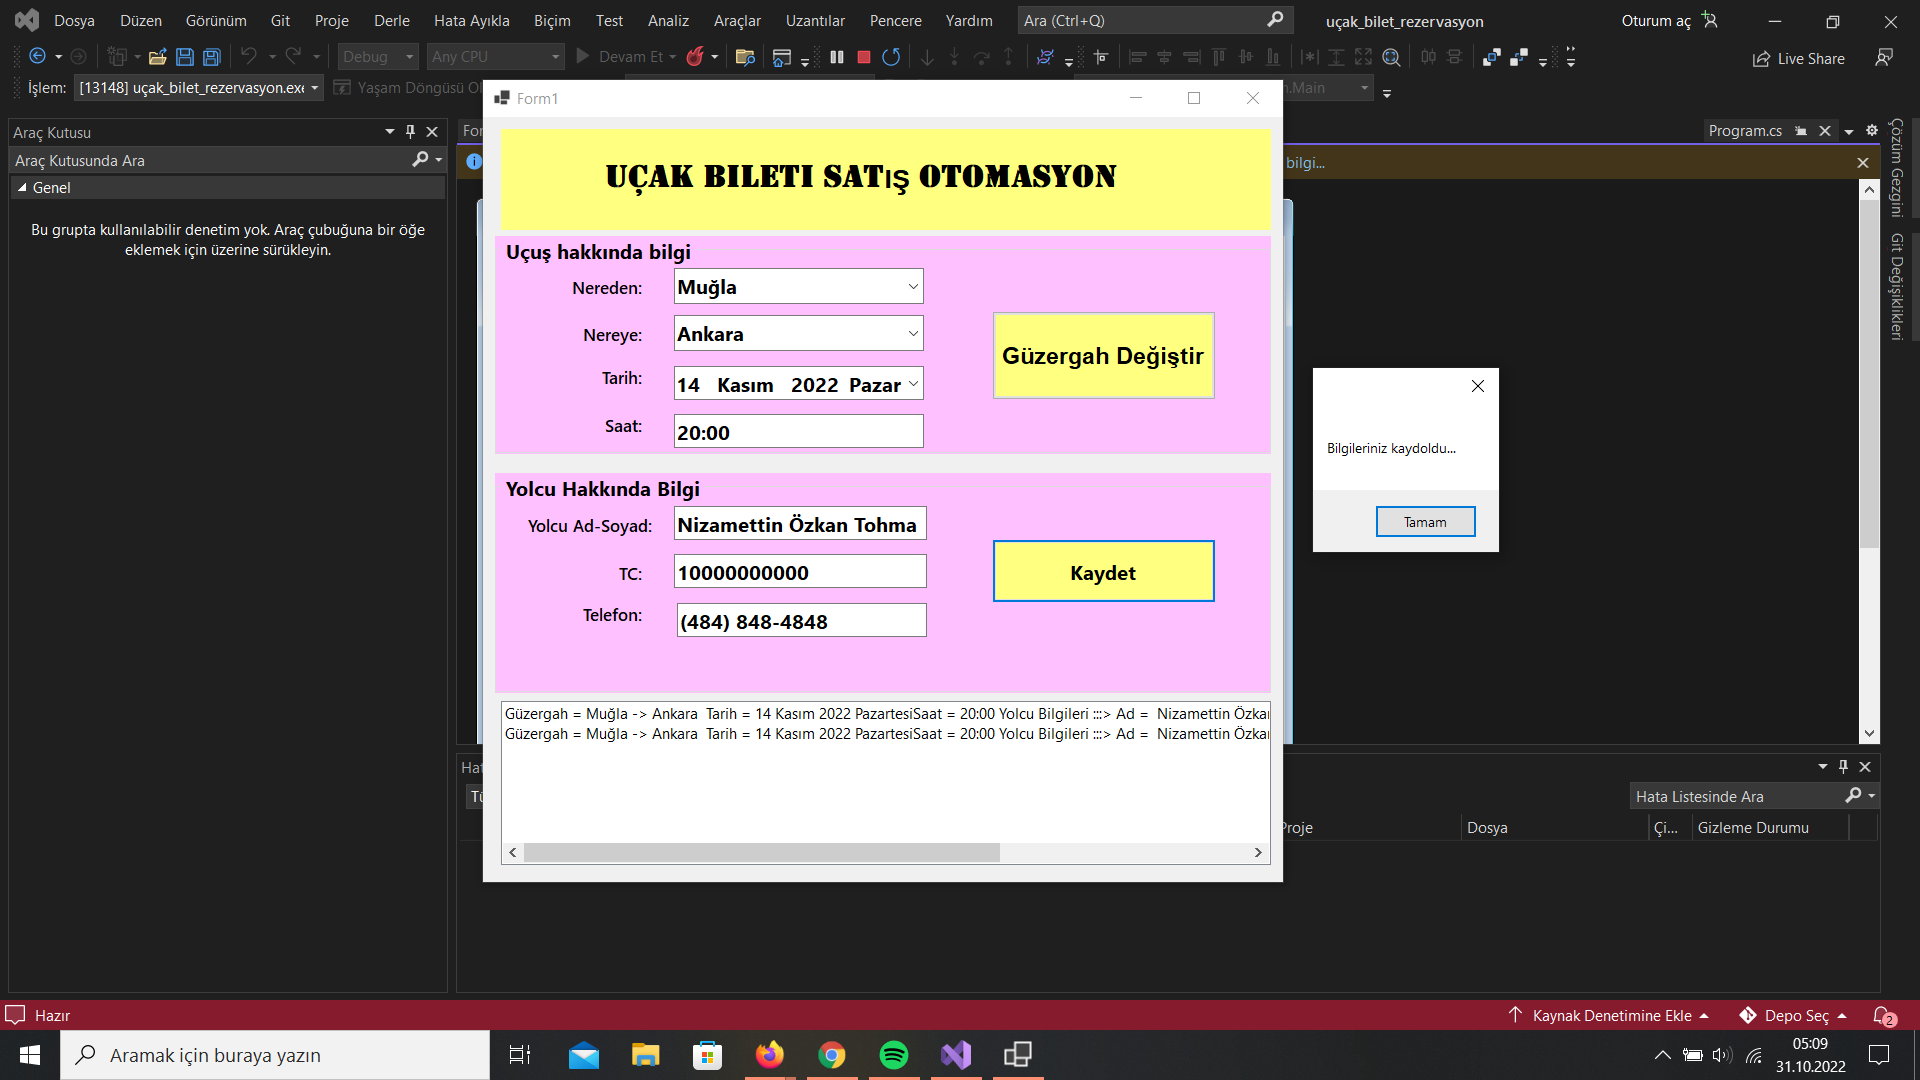 Dosya Düzen Görünüm Git Proje Derle Hata Ayıkla Biçim Test Analiz Araçlar Uzantılar Pencere Yardım Ara (Ctrl+Q) uçak_bilet_rezervasyon Oturum aç
Debug Any CPU Devam Et Live Share
İşlem: [13148] uçak_bilet_rezervasyon.exe Yaşam Döngüsü .Main
Form1
Araç Kutusu
Program.cs
Araç Kutusunda Ara
bilgi...
Genel
Bu grupta kullanılabilir denetim yok. Araç çubuğuna bir öğe
eklemek için üzerine sürükleyin.
UÇAK BILETI SATIŞ OTOMASYON
Uçuş hakkında bilgi
Nereden: Muğla
Nereye: Ankara
Güzergah Değiştir
Tarih: 14 Kasım 2022 Pazar
Saat: 20:00
Yolcu Hakkında Bilgi
Yolcu Ad-Soyad: Nizamettin Özkan Tohma
TC: 10000000000
Kaydet
Telefon: (484) 848-4848
Güzergah = Muğla -> Ankara Tarih = 14 Kasım 2022 PazartesiSaat = 20:00 Yolcu Bilgileri :::> Ad = Nizamettin Özkan
Güzergah = Muğla -> Ankara Tarih = 14 Kasım 2022 PazartesiSaat = 20:00 Yolcu Bilgileri :::> Ad = Nizamettin Özkan
Bilgileriniz kaydoldu...
Tamam
Çözüm Gezgini
Git Değişiklikleri
Hata Listesinde Ara
Proje Dosya Çi... Gizleme Durumu
Hazır
Kaynak Denetimine Ekle Depo Seç 2
Aramak için buraya yazın
05:09
31.10.2022